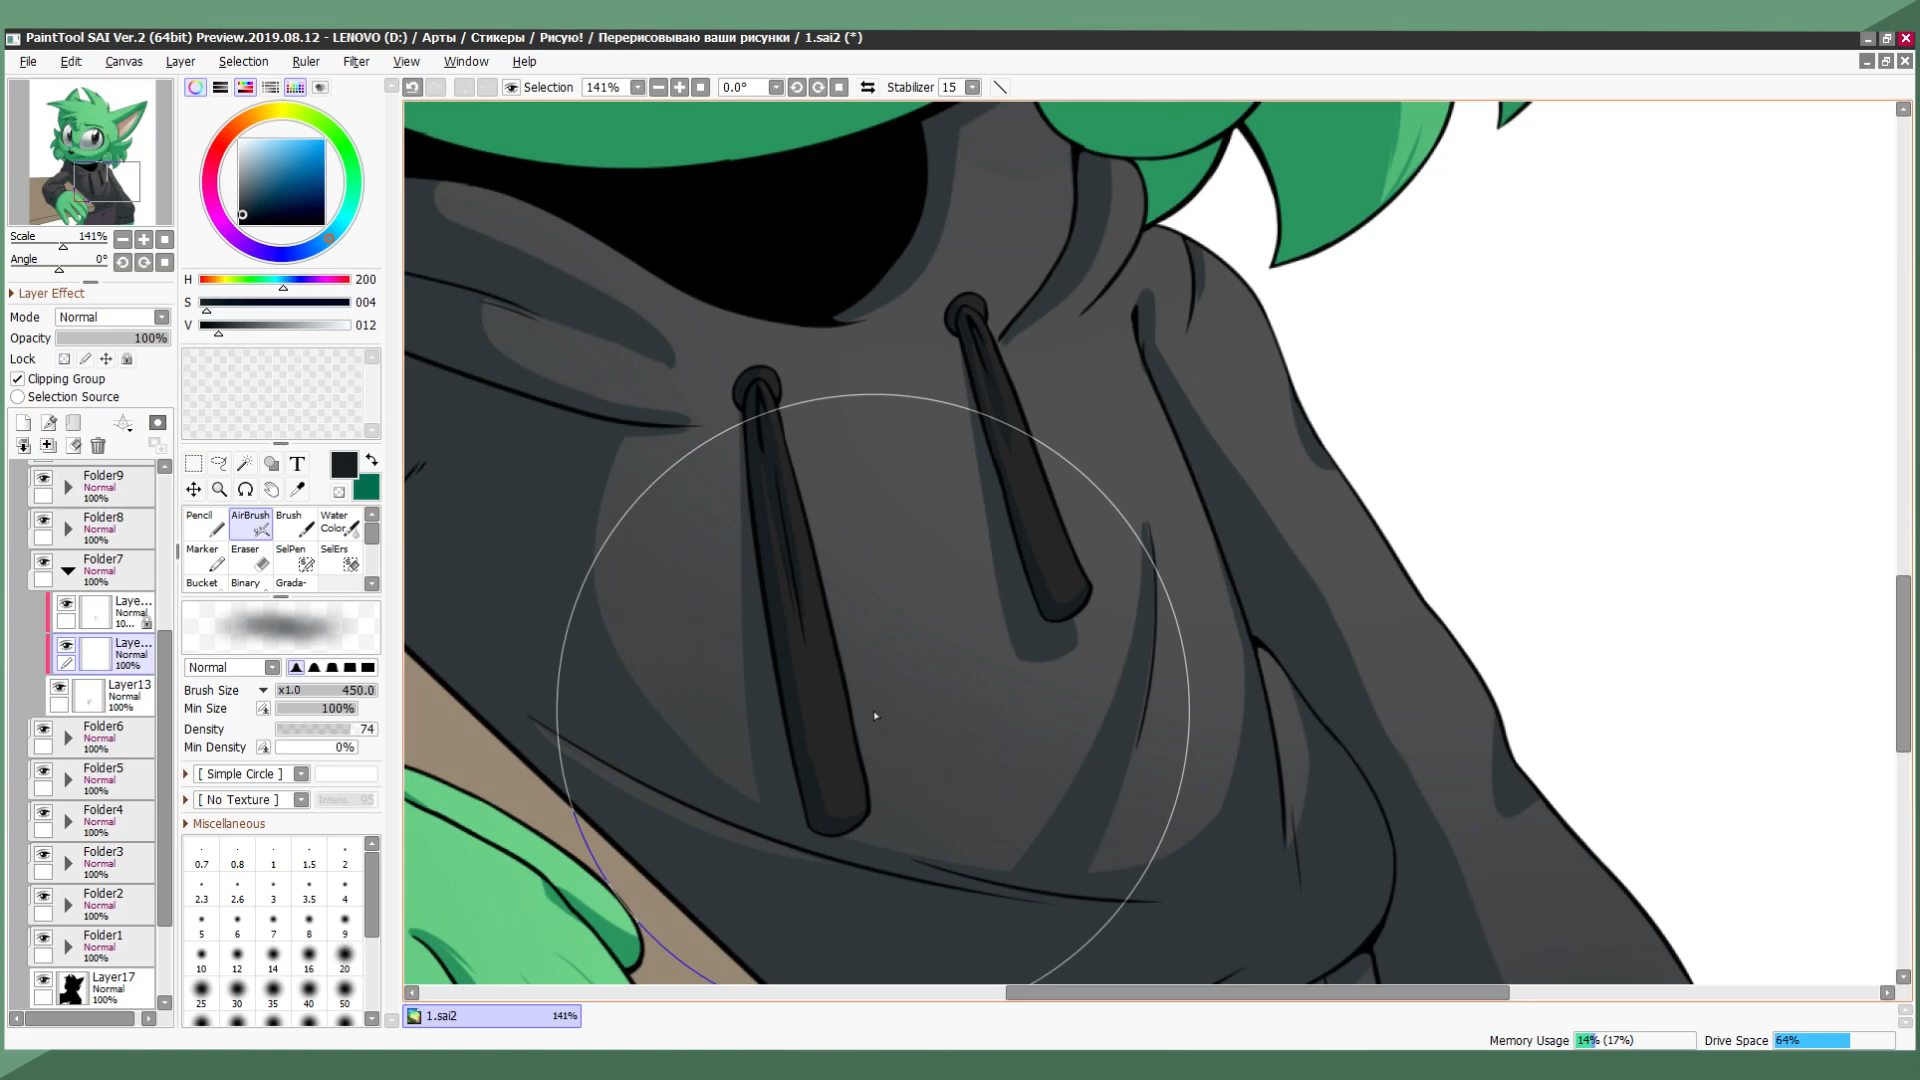 PaintTool SAI Ver.2 (64bit) Preview.2019.08.12 - LENOVO (D:) / Арты / Стикеры / Рисую! / Перерисовываю ваши рисунки / 1.sai2 (*)
File Edit Canvas Layer Selection Ruler Filter View Window Help
Selection 141% 0.0° Stabilizer 15
Scale 141%
Angle 0°
Layer Effect
Mode Normal
Opacity 100%
Lock
Clipping Group
Selection Source
Folder9
Normal
100%
Folder8
Normal
100%
Folder7
Normal
100%
Laye...
Normal
10...
Laye...
Normal
100%
Layer13
Normal
100%
Folder6
Normal
100%
Folder5
Normal
100%
Folder4
Normal
100%
Folder3
Normal
100%
Folder2
Normal
100%
Folder1
Normal
100%
Layer17
Normal
100%
H 200
S 004
V 012
T
Pencil AirBrush Brush Water Color
Marker Eraser SelPen SelErs
Bucket Binary Grada-
Normal
Brush Size x1.0 450.0
Min Size 100%
Density 74
Min Density 0%
[ Simple Circle ]
[ No Texture ] Intens. 95
Miscellaneous
0.7 0.8 1 1.5 2
2.3 2.6 3 3.5 4
5 6 7 8 9
10 12 14 16 20
25 30 35 40 50
1.sai2 141%
Memory Usage 14% (17%) Drive Space 64%